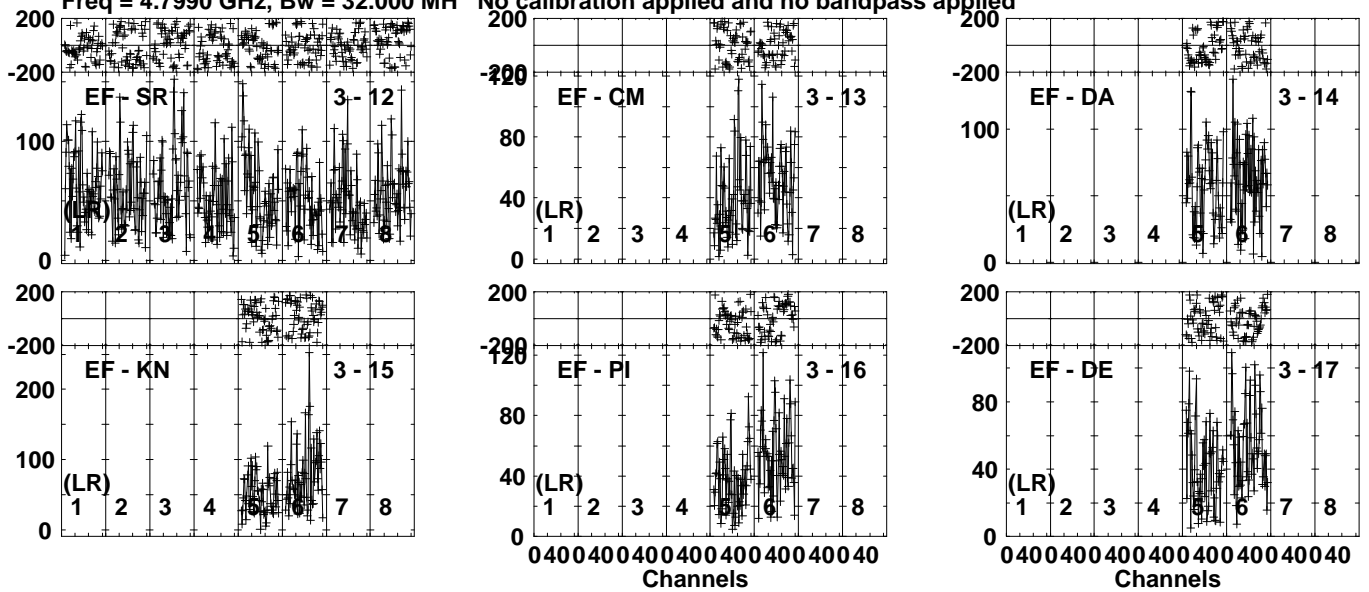 Freq = 4.7990 GHz, Bw = 32.000 MH No calibration applied and no bandpass applied
200
-200
EF - SR 3 - 12
100
(LR)
1 2 3 4 5 6 7 8
0
200
-200
120
EF - CM 3 - 13
80
40
(LR)
1 2 3 4 5 6 7 8
0
200
-200
EF - DA 3 - 14
100
(LR)
1 2 3 4 5 6 7 8
0
200
-200
EF - KN 3 - 15
200
100
(LR)
1 2 3 4 5 6 7 8
0
200
-200
120
EF - PI 3 - 16
80
40
(LR)
1 2 3 4 5 6 7 8
0
0 40 0 40 0 40 0 40 0 40 0 40 0 40 0 40
Channels
200
-200
EF - DE 3 - 17
80
40
(LR)
1 2 3 4 5 6 7 8
0
0 40 0 40 0 40 0 40 0 40 0 40 0 40 0 40
Channels